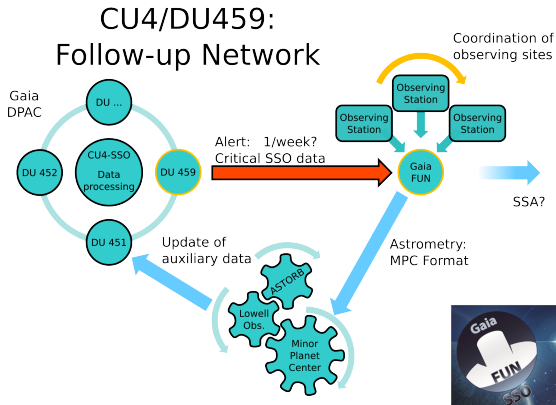 CU4/DU459:
Follow-up Network
Gaia
DPAC
DU ...
CU4-SSO
Data
processing
DU 452
DU 459
DU 451
Alert:   1/week?
Critical SSO data
Coordination of
observing sites
Observing
Station
Observing
Station
Observing
Station
Gaia
FUN
SSA?
Astrometry:
MPC Format
Update of
auxiliary data
ASTORB
Lowell
Obs.
Minor
Planet
Center
Gaia
FUN
SSO